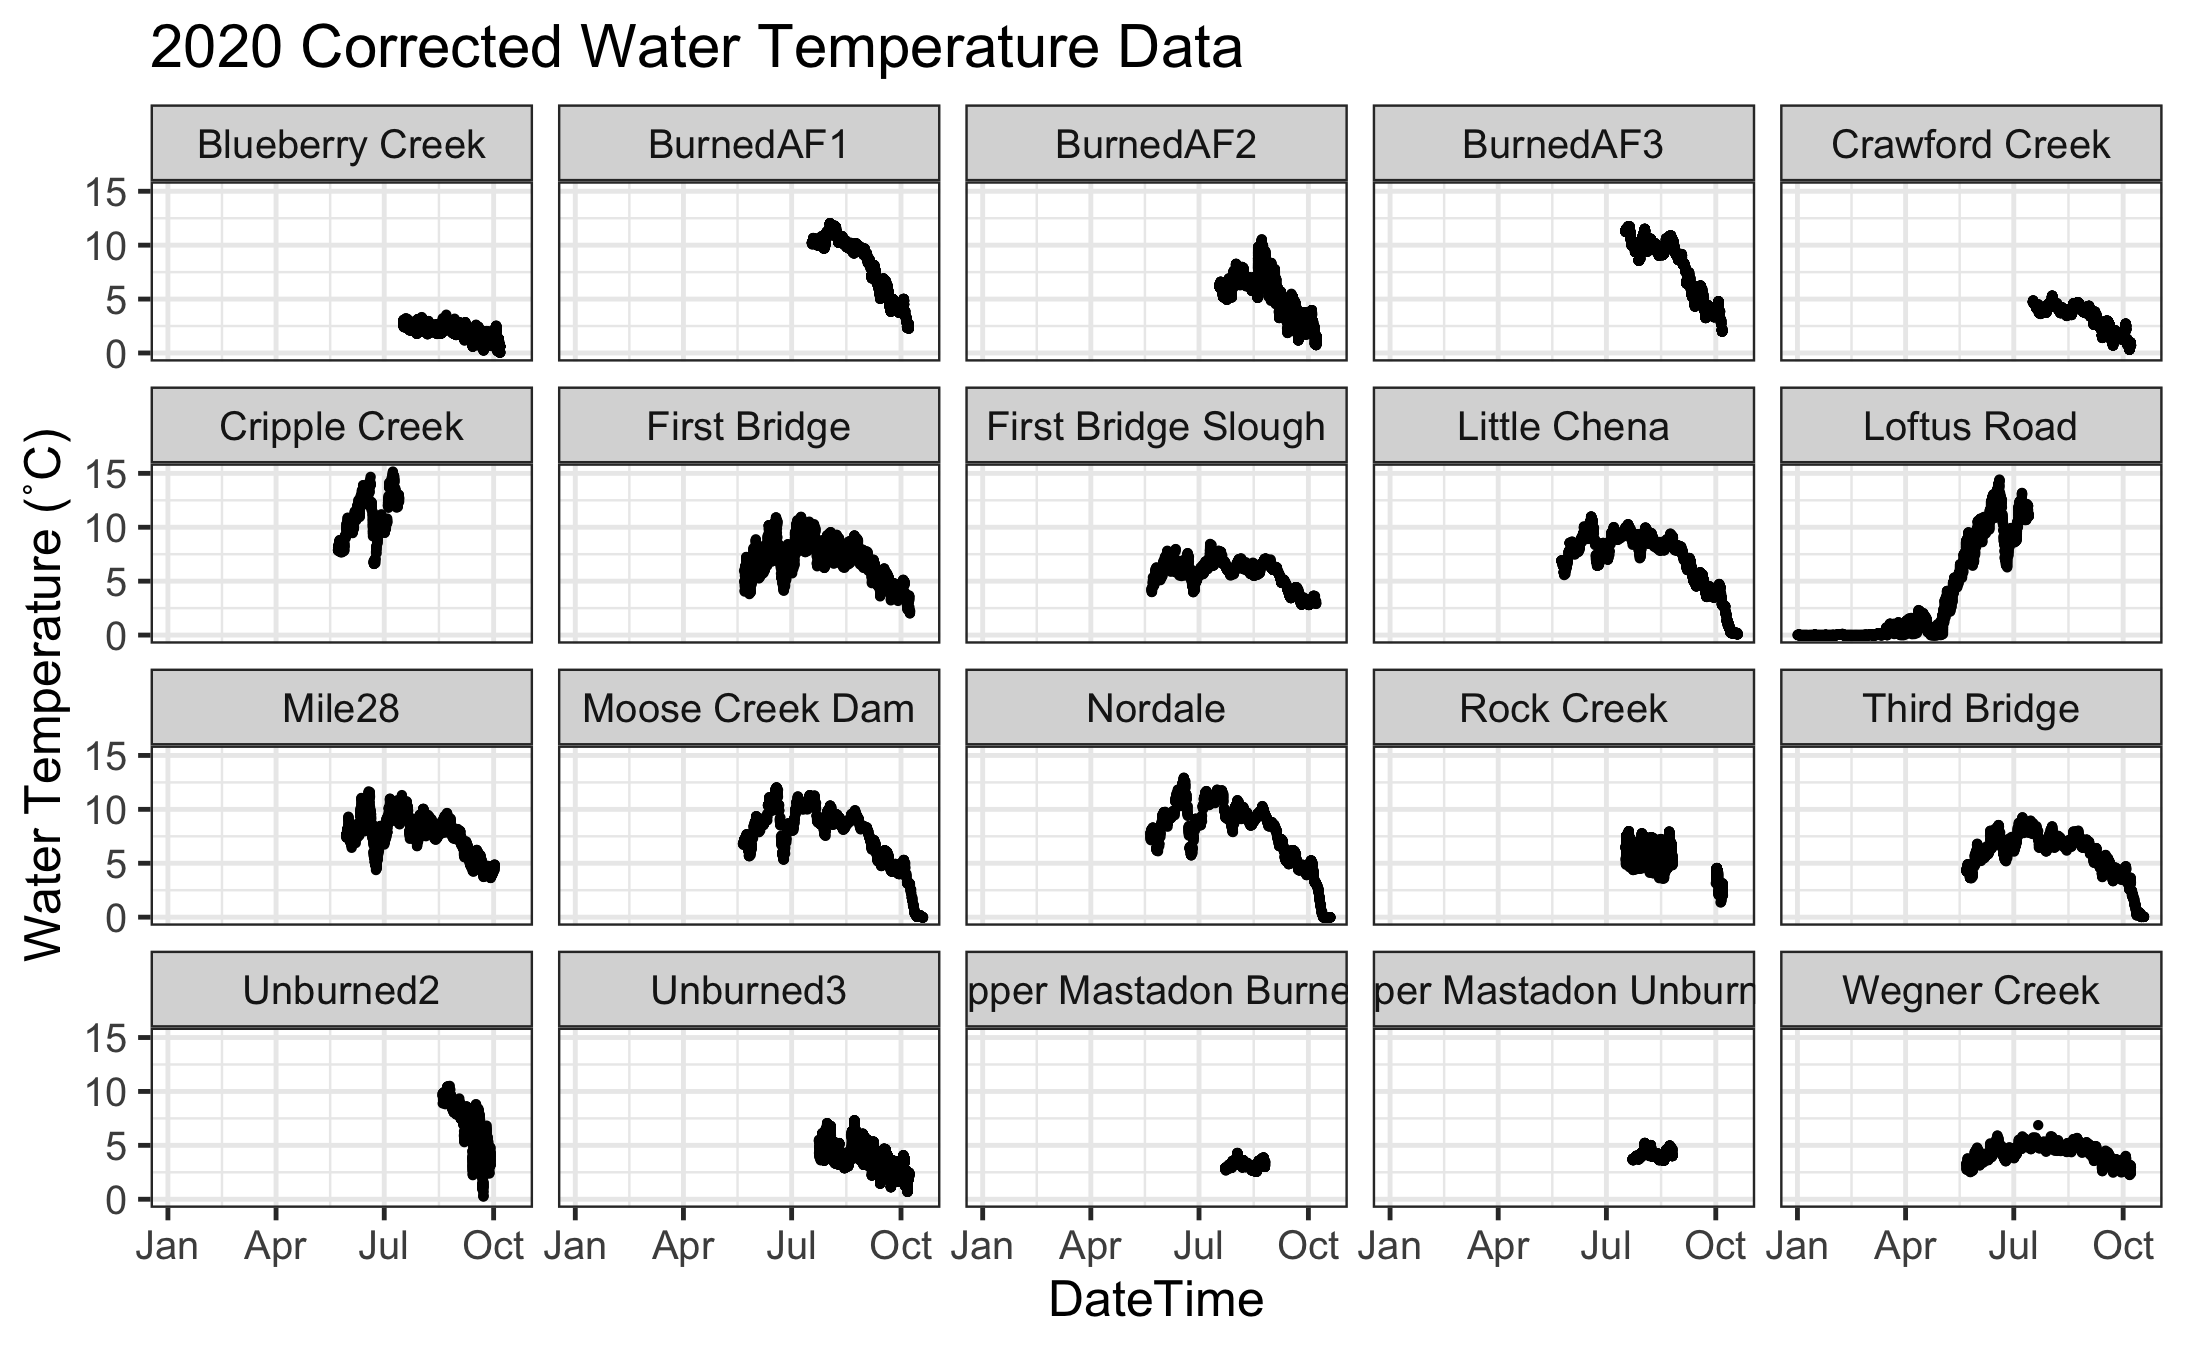 2020 Corrected Water Temperature Data
Blueberry Creek BurnedAF1 BurnedAF2 BurnedAF3 Crawford Creek
15
10
5
0
Cripple Creek First Bridge First Bridge Slough Little Chena Loftus Road
15
10
5
0
Mile28 Moose Creek Dam Nordale Rock Creek Third Bridge
15
10
5
0
Unburned2 Unburned3 pper Mastadon Burne per Mastadon Unburn Wegner Creek
15
10
5
0
Jan Apr Jul Oct Jan Apr Jul Oct Jan Apr Jul Oct Jan Apr Jul Oct Jan Apr Jul Oct
DateTime
Water Temperature (˚C)